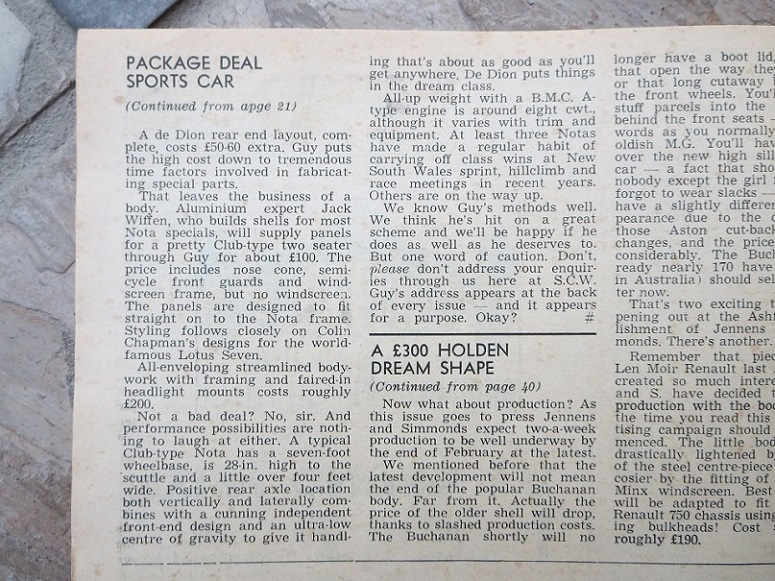 PACKAGE DEAL
SPORTS CAR
(Continued from apge 21)
A de Dion rear end layout, com-
plete, costs £50-60 extra. Guy puts
the high cost down to tremendous
time factors involved in fabricat-
ing special parts.
That leaves the business of a
body. Aluminium expert Jack
Wiffen, who builds shells for most
Nota specials, will supply panels
for a pretty Club-type two seater
through Guy for about £100. The
price includes nose cone, semi-
cycle front guards and wind-
screen frame, but no windscreen.
The panels are designed to fit
straight on to the Nota frame.
Styling follows closely on Colin
Chapman's designs for the world-
famous Lotus Seven.
All-enveloping streamlined body-
work with framing and faired-in
headlight mounts costs roughly
£200.
Not a bad deal? No, sir. And
performance possibilities are noth-
ing to laugh at either. A typical
Club-type Nota has a seven-foot
wheelbase, is 28-in. high to the
scuttle and a little over four feet
wide. Positive rear axle location
both vertically and laterally com-
bines with a cunning independent
front-end design and an ultra-low
centre of gravity to give it handl-
ing that's about as good as you'll
get anywhere. De Dion puts things
in the dream class.
All-up weight with a B.M.C. A-
type engine is around eight cwt.,
although it varies with trim and
equipment. At least three Notas
have made a regular habit of
carrying off class wins at New
South Wales sprint, hillclimb and
race meetings in recent years.
Others are on the way up.
We know Guy's methods well.
We think he's hit on a great
scheme and we'll be happy if he
does as well as he deserves to.
But one word of caution. Don't,
please don't address your enquir-
ies through us here at S.C.W.
Guy's address appears at the back
of every issue — and it appears
for a purpose. Okay? #
A £300 HOLDEN
DREAM SHAPE
(Continued from page 40)
Now what about production? As
this issue goes to press Jennens
and Simmonds expect two-a-week
production to be well underway by
the end of February at the latest.
We mentioned before that the
latest development will not mean
the end of the popular Buchanan
body. Far from it. Actually the
price of the older shell will drop,
thanks to slashed production costs.
The Buchanan shortly will no
longer have a boot lid,
that open the way they
or that long cutaway
the front wheels. You'll
stuff parcels into the
behind the front seats —
words as you normally
oldish M.G. You'll hav
over the new high sill
car — a fact that sho
nobody except the girl
forgot to wear slacks —
have a slightly differen
pearance due to the
those Aston cut-back
changes, and the price
considerably. The Buch
ready nearly 170 have
in Australia) should sel
ter now.
That's two exciting t
pening out at the Ashf
lishment of Jennens
monds. There's another.
Remember that piec
Len Moir Renault last
created so much intere
and S. have decided t
production with the bod
the time you read this
tising campaign should
menced. The little bod
drastically lightened by
of the steel centre-piece
cosier by the fitting of
Minx windscreen. Best
will be adapted to fit
Renault 750 chassis using
ing bulkheads! Cost s
roughly £190.